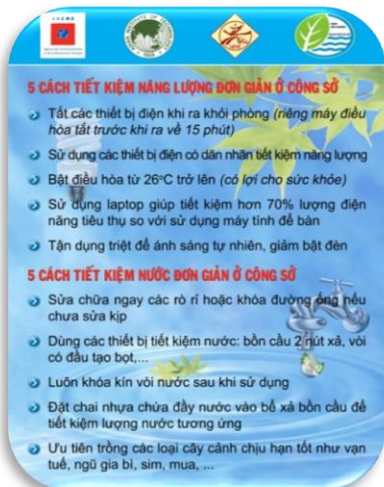 5 CÁCH TIẾT KIỆM NĂNG LƯỢNG ĐƠN GIẢN Ở CÔNG SỞ
Tắt các thiết bị điện khi ra khỏi phòng (riêng máy điều
hòa tắt trước khi ra về 15 phút)
Sử dụng các thiết bị điện có dán nhãn tiết kiệm năng lượng
Bật điều hòa từ 26°C trở lên (có lợi cho sức khỏe)
Sử dụng laptop giúp tiết kiệm hơn 70% lượng điện
năng tiêu thụ so với sử dụng máy tính để bàn
Tận dụng triệt để ánh sáng tự nhiên, giảm bật đèn
5 CÁCH TIẾT KIỆM NƯỚC ĐƠN GIẢN Ở CÔNG SỞ
Sửa chữa ngay các rò rỉ hoặc khóa đường ống nếu
chưa sửa kịp
Dùng các thiết bị tiết kiệm nước: bồn cầu 2 nút xả, vòi
có đầu tạo bọt,...
Luôn khóa kín vòi nước sau khi sử dụng
Đặt chai nhựa chứa đầy nước vào bể xả bồn cầu để
tiết kiệm lượng nước tương ứng
Ưu tiên trồng các loại cây cảnh chịu hạn tốt như vạn
tuế, ngũ gia bì, sim, mua, ...